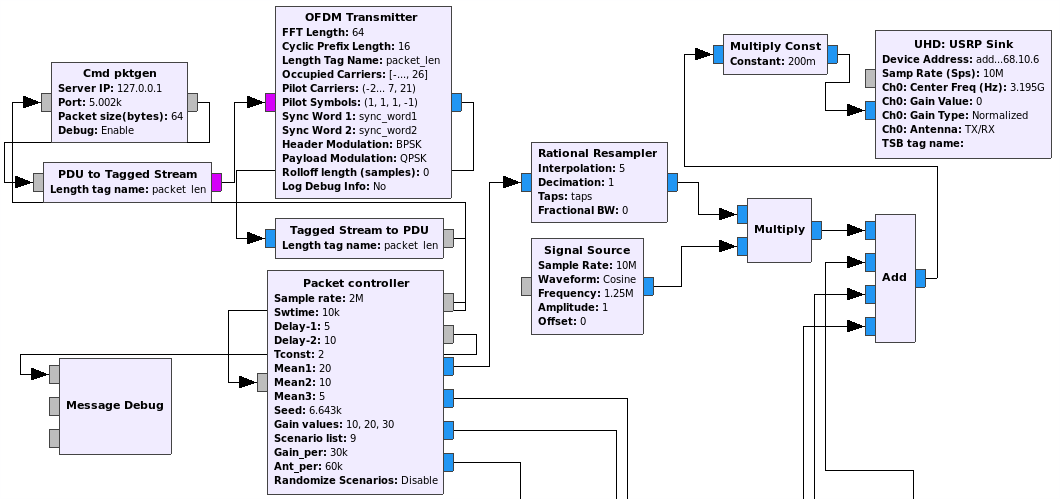 Cmd pktgen
Server IP: 127.0.0.1
Port: 5.002k
Packet size(bytes): 64
Debug: Enable
PDU to Tagged Stream
Length tag name: packet_len
OFDM Transmitter
FFT Length: 64
Cyclic Prefix Length: 16
Length Tag Name: packet_len
Occupied Carriers: [-..., 26]
Pilot Carriers: (-2... 7, 21)
Pilot Symbols: (1, 1, 1, -1)
Sync Word 1: sync_word1
Sync Word 2: sync_word2
Header Modulation: BPSK
Payload Modulation: QPSK
Rolloff length (samples): 0
Log Debug Info: No
Tagged Stream to PDU
Length tag name: packet_len
Packet controller
Sample rate: 2M
Swtime: 10k
Delay-1: 5
Delay-2: 10
Tconst: 2
Mean1: 20
Mean2: 10
Mean3: 5
Seed: 6.643k
Gain values: 10, 20, 30
Scenario list: 9
Gain_per: 30k
Ant_per: 60k
Randomize Scenarios: Disable
Message Debug
Rational Resampler
Interpolation: 5
Decimation: 1
Taps: taps
Fractional BW: 0
Signal Source
Sample Rate: 10M
Waveform: Cosine
Frequency: 1.25M
Amplitude: 1
Offset: 0
Multiply
Add
Multiply Const
Constant: 200m
UHD: USRP Sink
Device Address: add...68.10.6
Samp Rate (Sps): 10M
Ch0: Center Freq (Hz): 3.195G
Ch0: Gain Value: 0
Ch0: Gain Type: Normalized
Ch0: Antenna: TX/RX
TSB tag name: